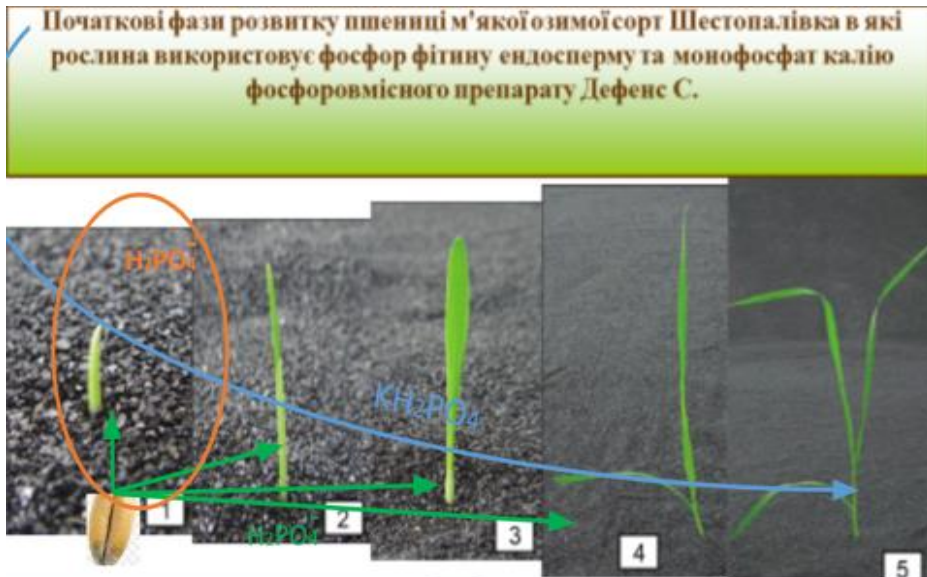 Початкові фази розвитку пшениці м'якої озимої сорт Шестопалівка в які
рослина використовує фосфор фітину ендосперму та монофосфат калію
фосфоровмісного препарату Дефенс С.
H₂PO₄⁻
KH₂PO₄
H₂PO₄⁻
1
2
3
4
5